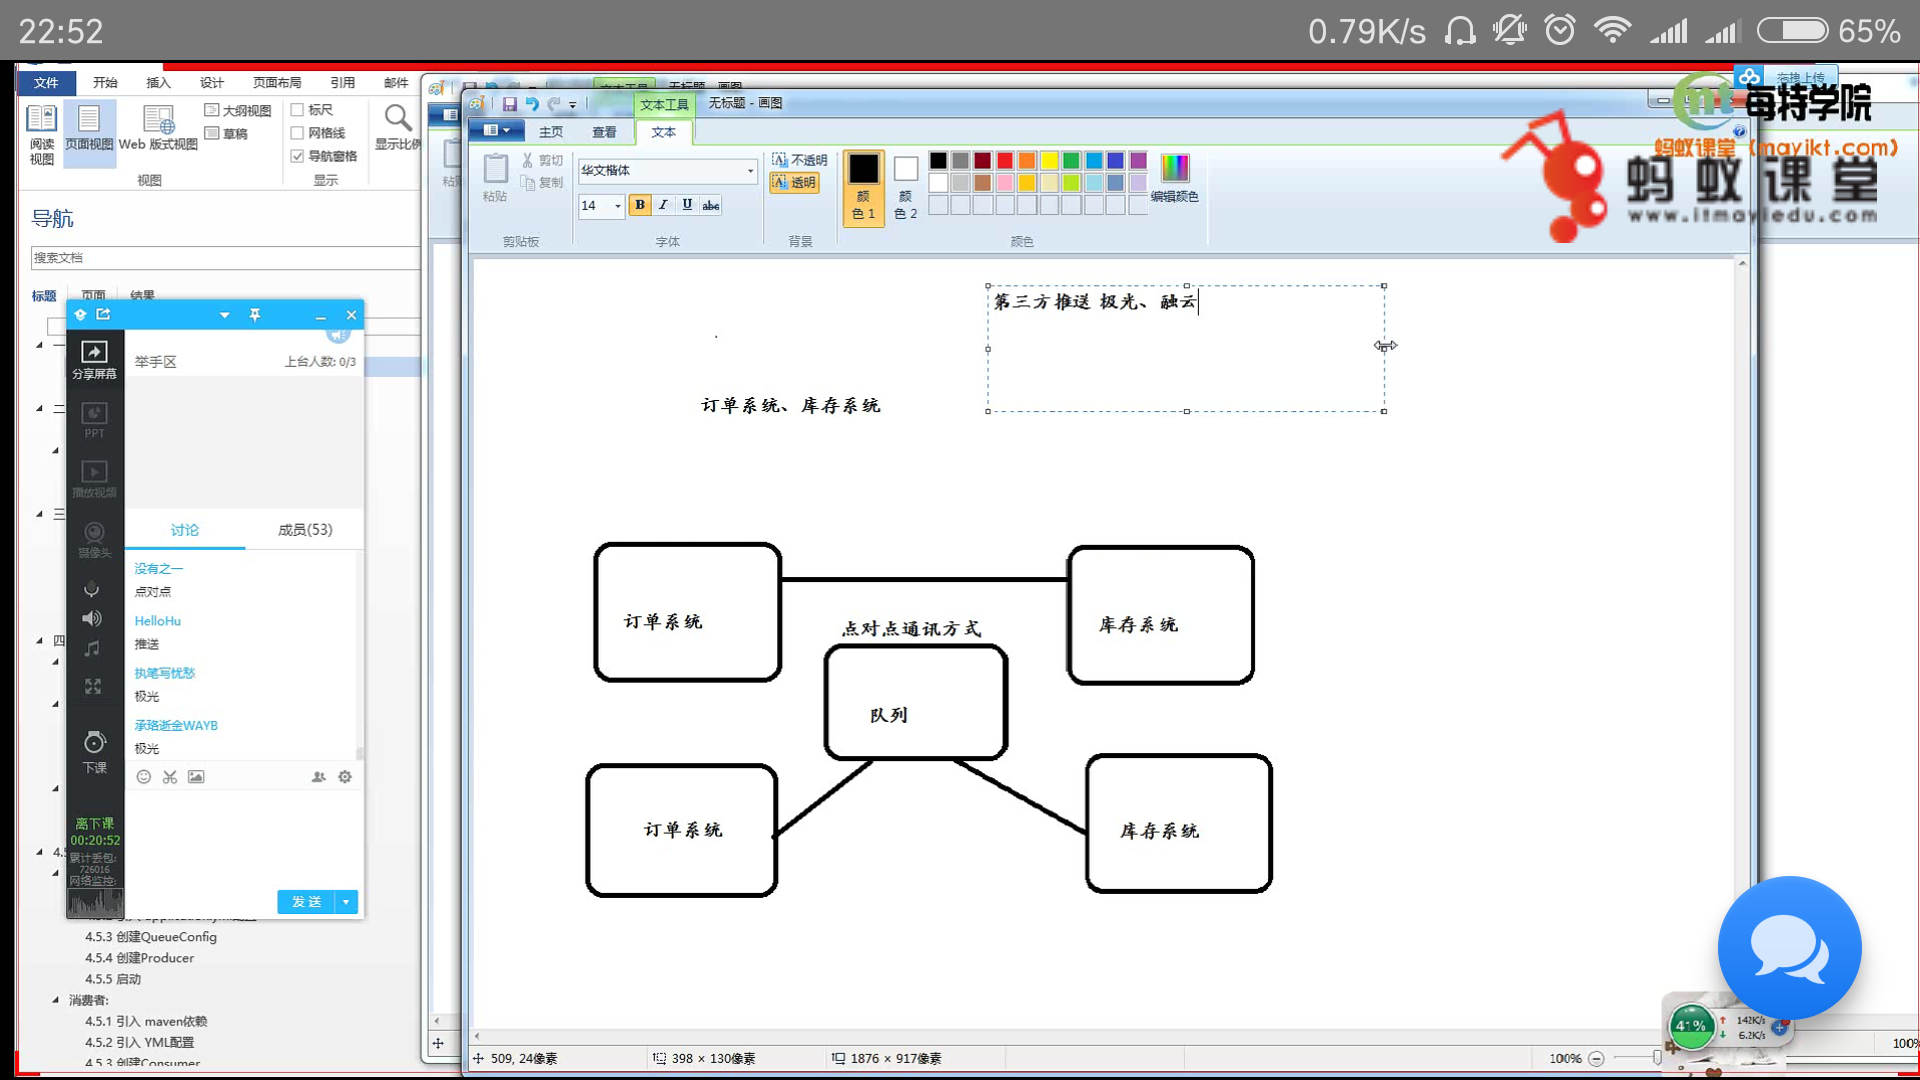 22:52
0.79K/s
65%
文件 开始 插入 设计 页面布局 引用 邮件
阅读视图 页面视图 Web 版式视图 大纲视图 草稿
视图
标尺
网格线
导航窗格
显示
显示比例
导航
搜索文档
标题 页面 结果
举手区 上台人数: 0/3
分享屏幕
PPT
播放视频
摄像头
下课
离下课
00:20:52
累计丢包:
726016
网络监控:
讨论 成员(53)
没有之一
点对点
HelloHu
推送
执笔写忧愁
极光
承珞逝金WAYB
极光
发送
4.5.3 创建QueueConfig
4.5.4 创建Producer
4.5.5 启动
消费者:
4.5.1 引入 maven依赖
4.5.2 引入 YML配置
4.5.3 创建Consumer
文本工具 无标题 - 画图
主页 查看 文本
粘贴 剪切 复制
剪贴板
华文楷体
14 B I U abc
字体
不透明
透明
背景
颜色 1 颜色 2
编辑颜色
颜色
拖拽上传
每特学院
蚂蚁课堂（mayikt.com）
蚂蚁课堂
www.itmayiedu.com
第三方推送 极光、融云
订单系统、库存系统
订单系统
点对点通讯方式
库存系统
队列
订单系统
库存系统
509, 24像素
398 × 130像素
1876 × 917像素
100%
41%
142K/s
6.2K/s
100%